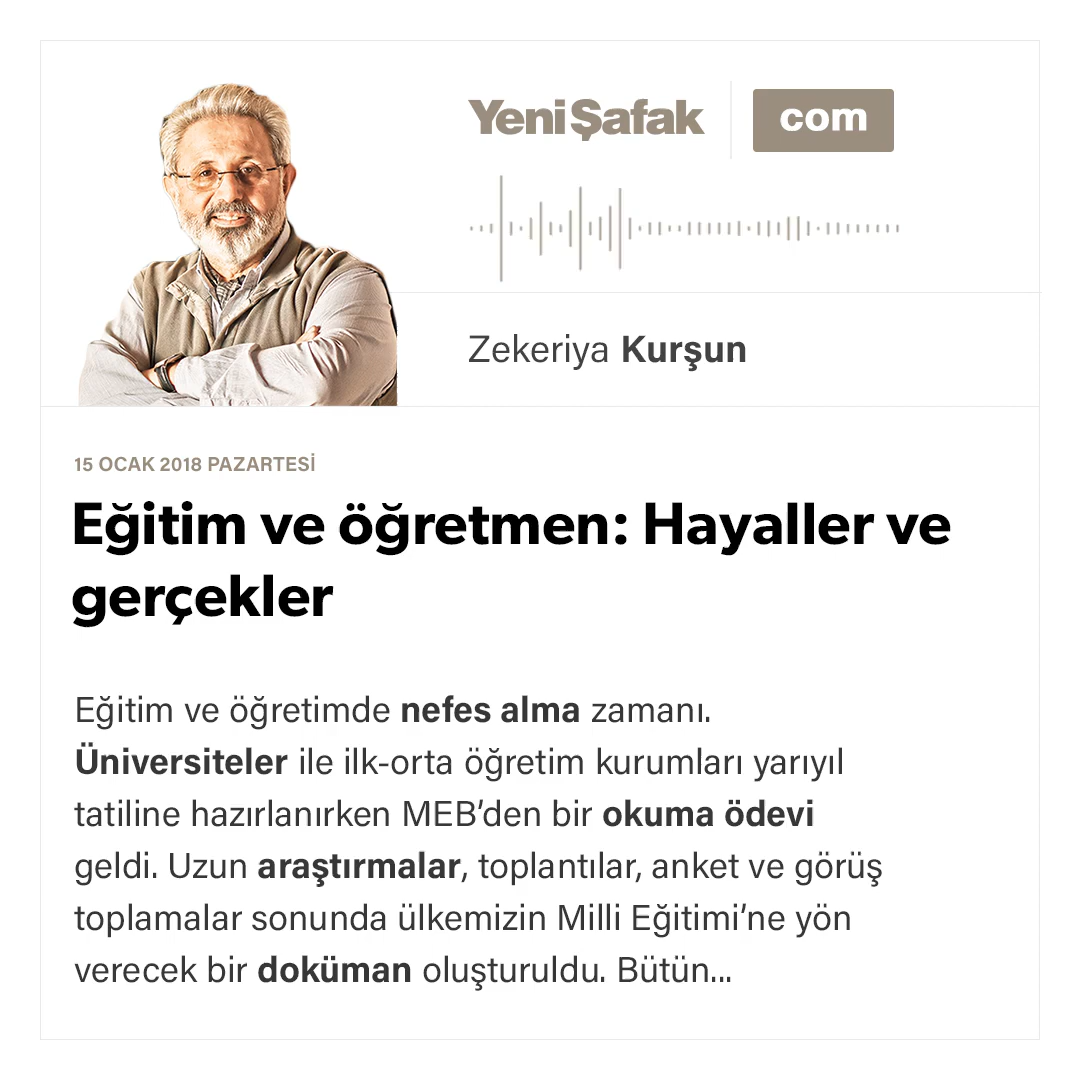 YeniŞafak
com
Zekeriya Kurşun
15 OCAK 2018 PAZARTESİ
Eğitim ve öğretmen: Hayaller ve
gerçekler
Eğitim ve öğretimde nefes alma zamanı.
Üniversiteler ile ilk-orta öğretim kurumları yarıyıl
tatiline hazırlanırken MEB’den bir okuma ödevi
geldi. Uzun araştırmalar, toplantılar, anket ve görüş
toplamalar sonunda ülkemizin Milli Eğitimi’ne yön
verecek bir doküman oluşturuldu. Bütün...